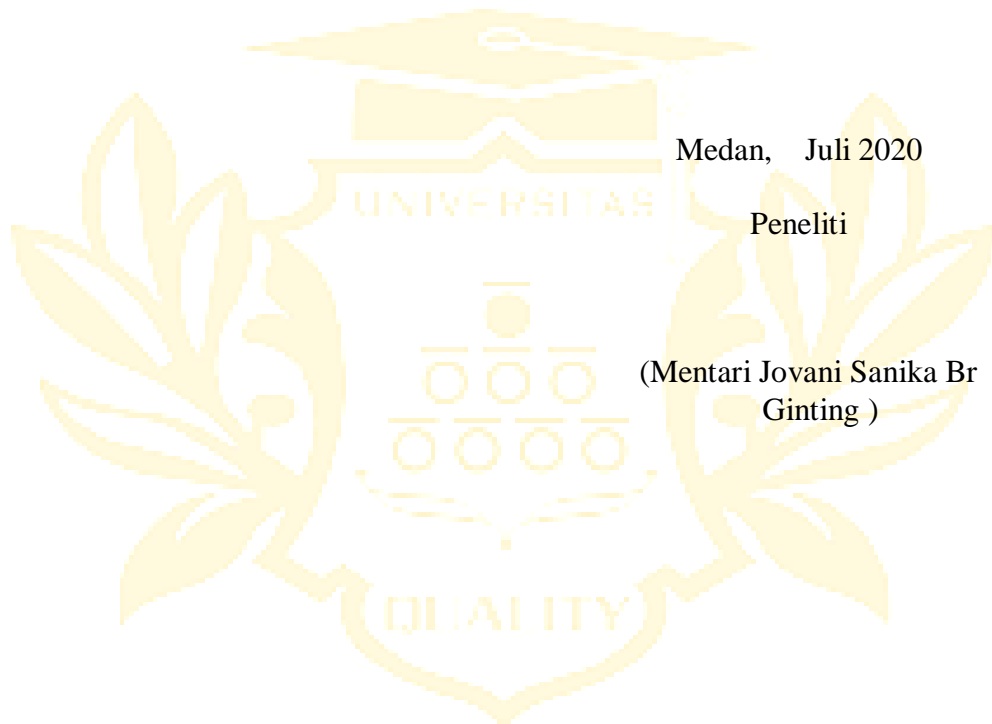 Medan, Juli 2020
UNIVERSITAS
Peneliti
(Mentari Jovani Sanika Br
Ginting )
QUALITY